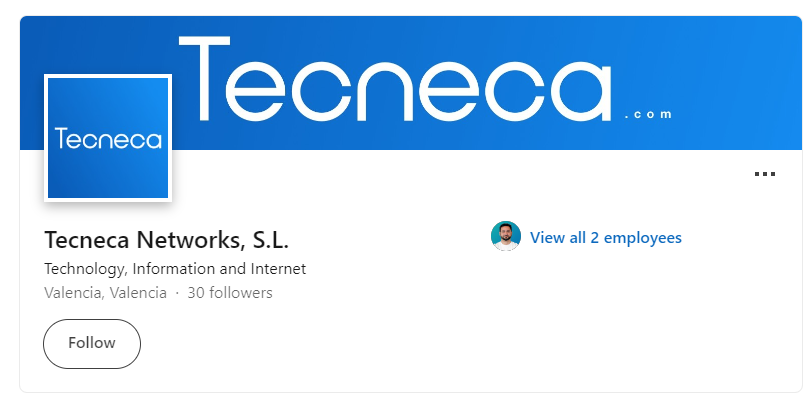 Tecneca
.com
Tecneca
Tecneca Networks, S.L.
View all 2 employees
Technology, Information and Internet
Valencia, Valencia · 30 followers
Follow